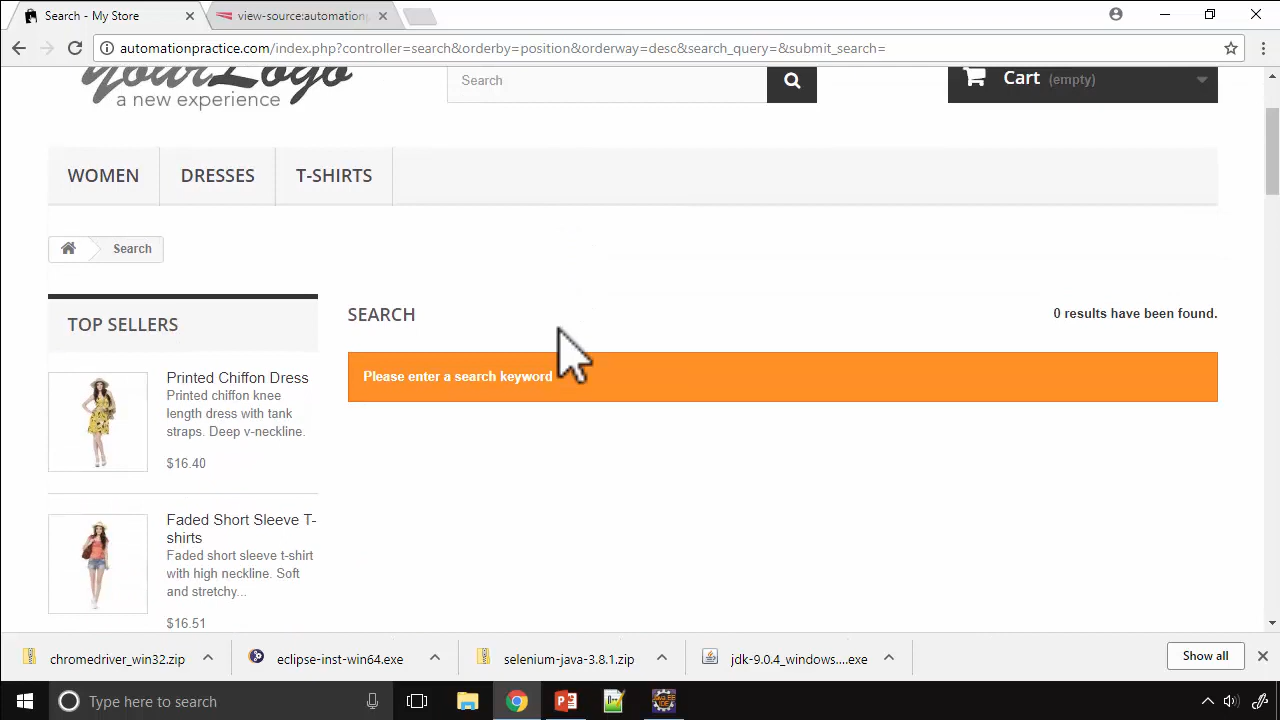 Search - My Store
view-source:automationp
automationpractice.com/index.php?controller=search&orderby=position&orderway=desc&search_query=&submit_search=
yourLogo
a new experience
Search
Cart (empty)
WOMEN
DRESSES
T-SHIRTS
Search
TOP SELLERS
Printed Chiffon Dress
Printed chiffon knee
length dress with tank
straps. Deep v-neckline.
$16.40
Faded Short Sleeve T-
shirts
Faded short sleeve t-shirt
with high neckline. Soft
and stretchy...
$16.51
SEARCH
0 results have been found.
Please enter a search keyword
chromedriver_win32.zip
eclipse-inst-win64.exe
selenium-java-3.8.1.zip
jdk-9.0.4_windows....exe
Show all
Type here to search